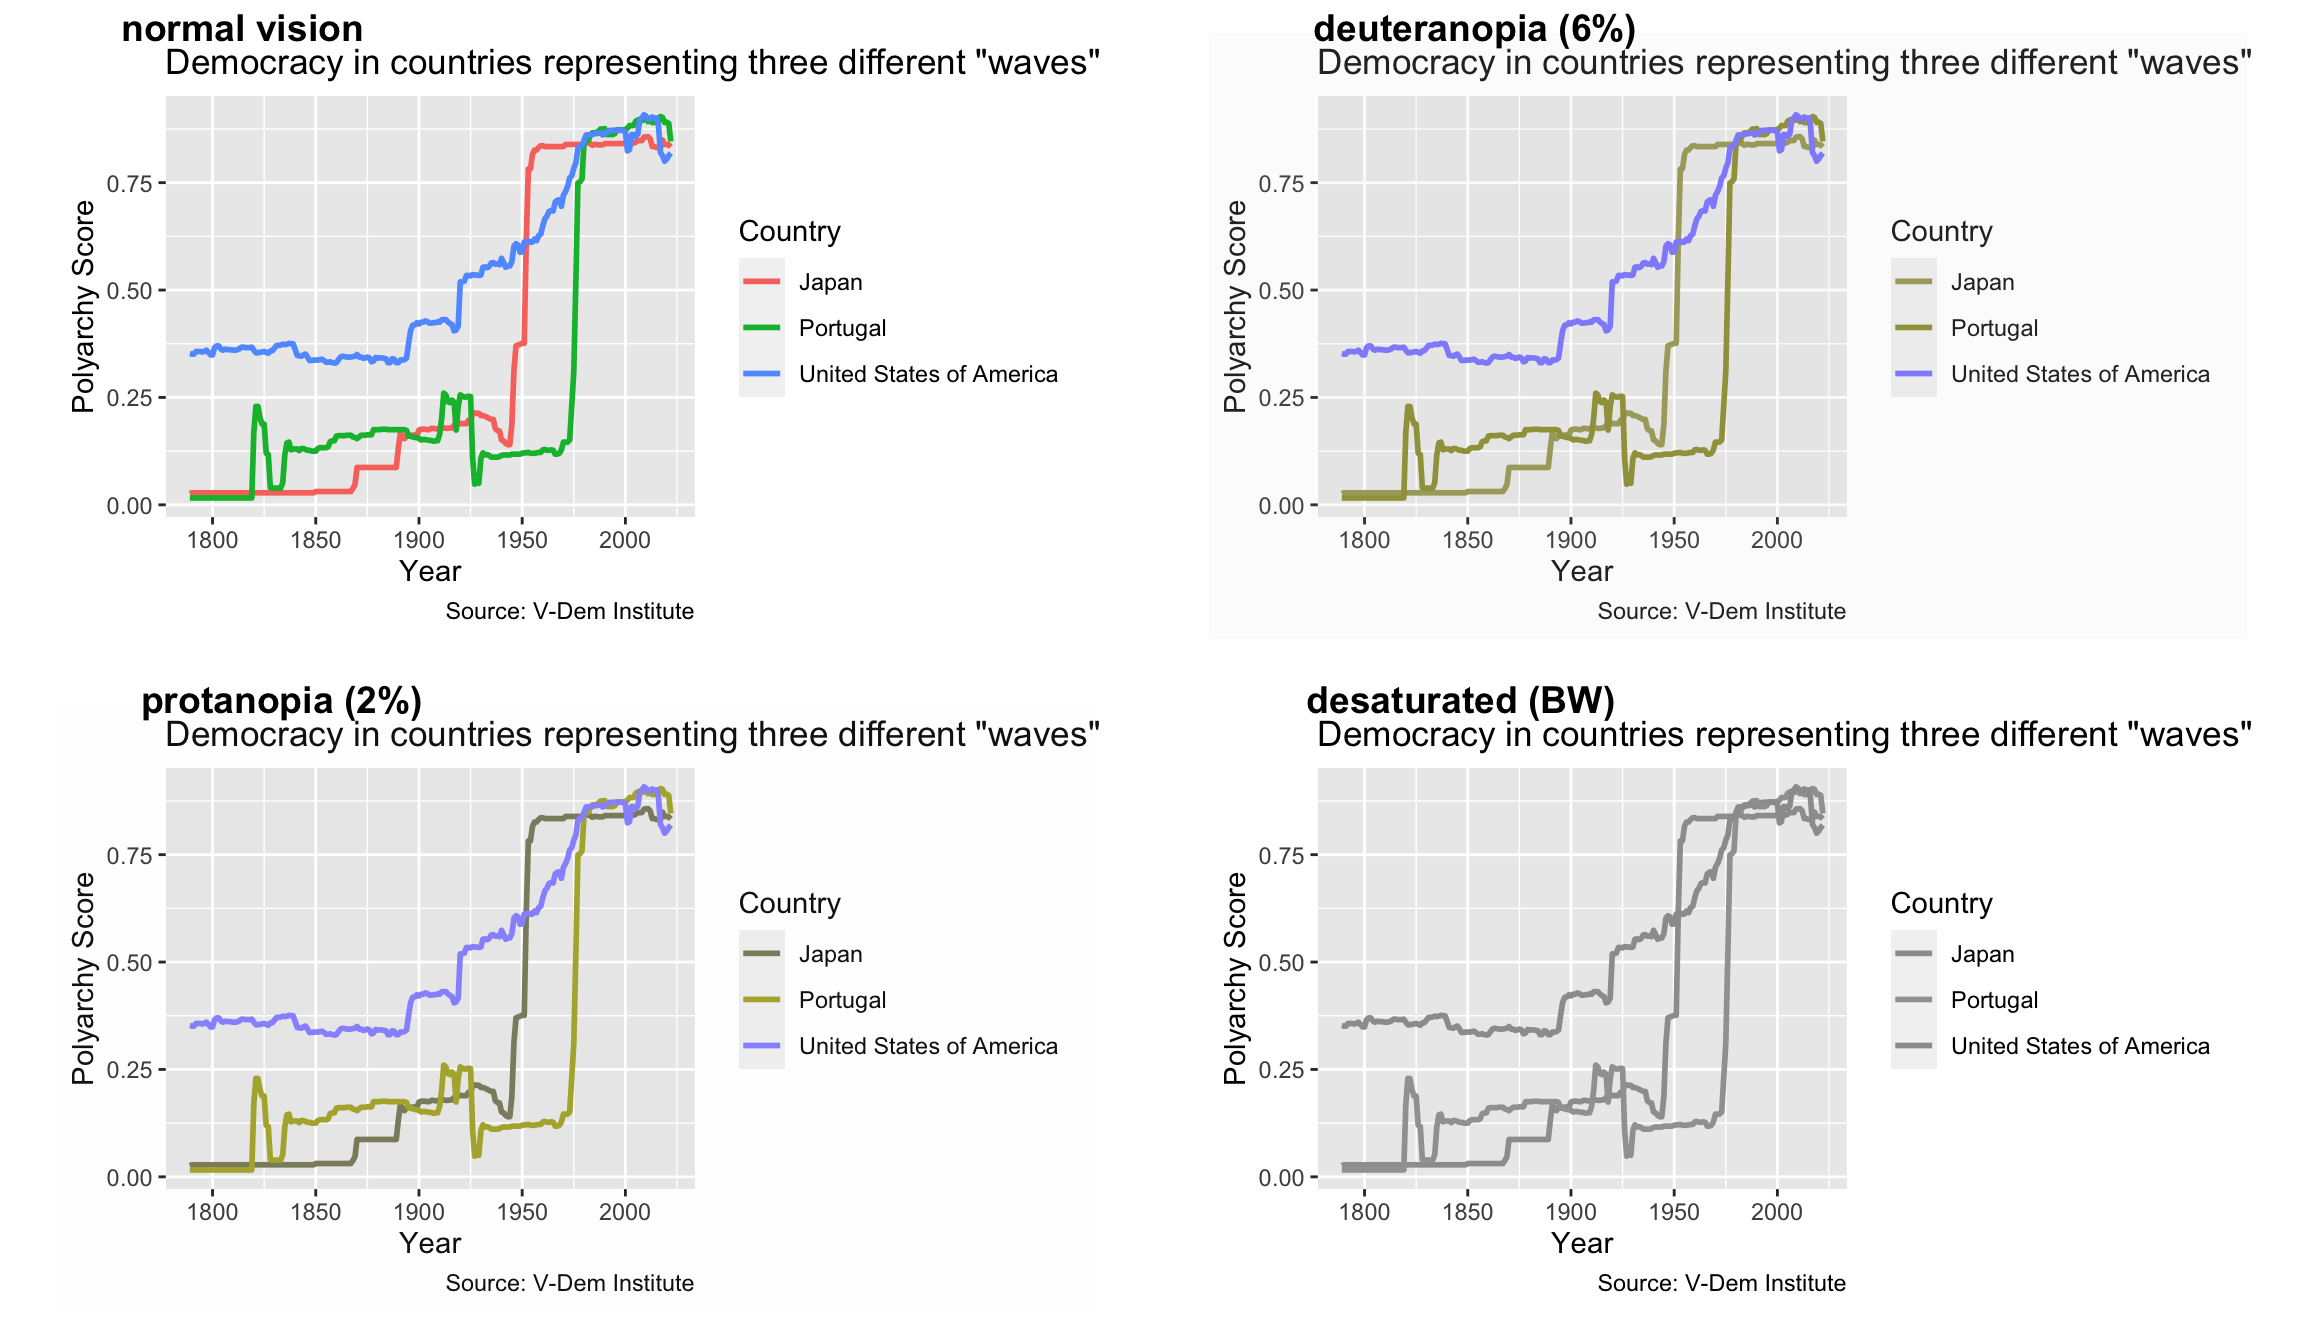 normal vision
Democracy in countries representing three different "waves"
Polyarchy Score
0.75
0.50
0.25
0.00
1800 1850 1900 1950 2000
Year
Source: V-Dem Institute
Country
Japan
Portugal
United States of America
deuteranopia (6%)
Democracy in countries representing three different "waves"
Polyarchy Score
0.75
0.50
0.25
0.00
1800 1850 1900 1950 2000
Year
Source: V-Dem Institute
Country
Japan
Portugal
United States of America
protanopia (2%)
Democracy in countries representing three different "waves"
Polyarchy Score
0.75
0.50
0.25
0.00
1800 1850 1900 1950 2000
Year
Source: V-Dem Institute
Country
Japan
Portugal
United States of America
desaturated (BW)
Democracy in countries representing three different "waves"
Polyarchy Score
0.75
0.50
0.25
0.00
1800 1850 1900 1950 2000
Year
Source: V-Dem Institute
Country
Japan
Portugal
United States of America